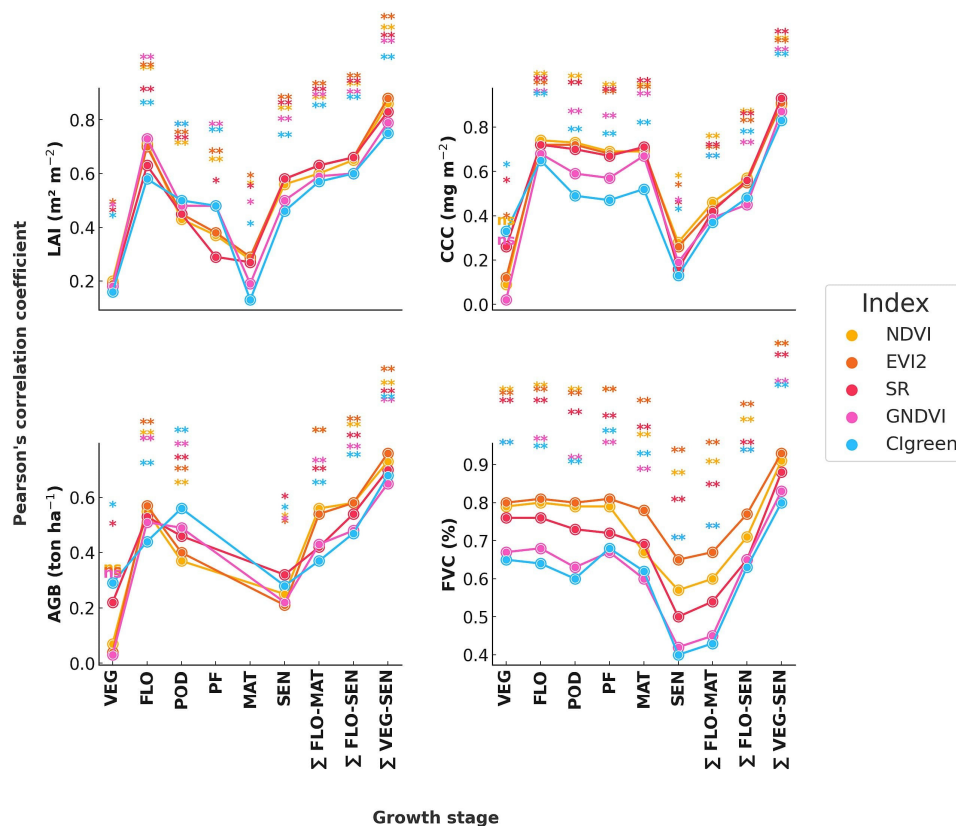 Pearson's correlation coefficient
LAI (m² m⁻²)
0.8
0.6
0.4
0.2
**
**
**
**
**
**
**
**
**
*
*
*
ns
ns
CCC (mg m⁻²)
0.8
0.6
0.4
0.2
0.0
**
**
**
**
**
**
**
**
*
*
*
AGB (ton ha⁻¹)
0.6
0.4
0.2
0.0
ns
ns
**
**
**
**
**
*
*
*
FVC (%)
0.9
0.8
0.7
0.6
0.5
0.4
**
**
**
**
**
**
**
**
**
VEG
FLO
POD
PF
MAT
SEN
∑ FLO-MAT
∑ FLO-SEN
∑ VEG-SEN
VEG
FLO
POD
PF
MAT
SEN
∑ FLO-MAT
∑ FLO-SEN
∑ VEG-SEN
Growth stage
Index
NDVI
EVI2
SR
GNDVI
CIgreen